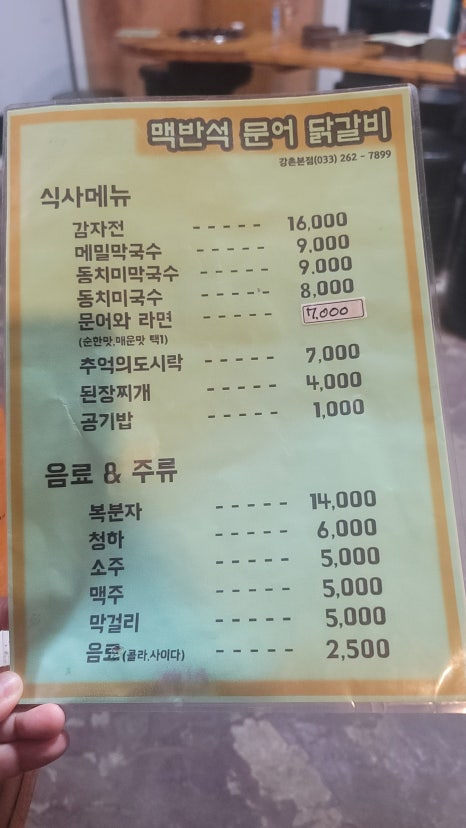 맥반석 문어 닭갈비
강촌본점(033) 262 - 7899
식사메뉴
감자전 ----- 16,000
메밀막국수 ----- 9,000
동치미막국수 ----- 9.000
동치미국수 ----- 8,000
문어와 라면 ----- 7,000
(순한맛,매운맛 택1)
추억의도시락 ----- 7,000
된장찌개 ----- 4,000
공기밥 ----- 1,000
음료 & 주류
복분자 ----- 14,000
청하 ----- 6,000
소주 ----- 5,000
맥주 ----- 5,000
막걸리 ----- 5,000
음료(콜라.사이다) ----- 2,500